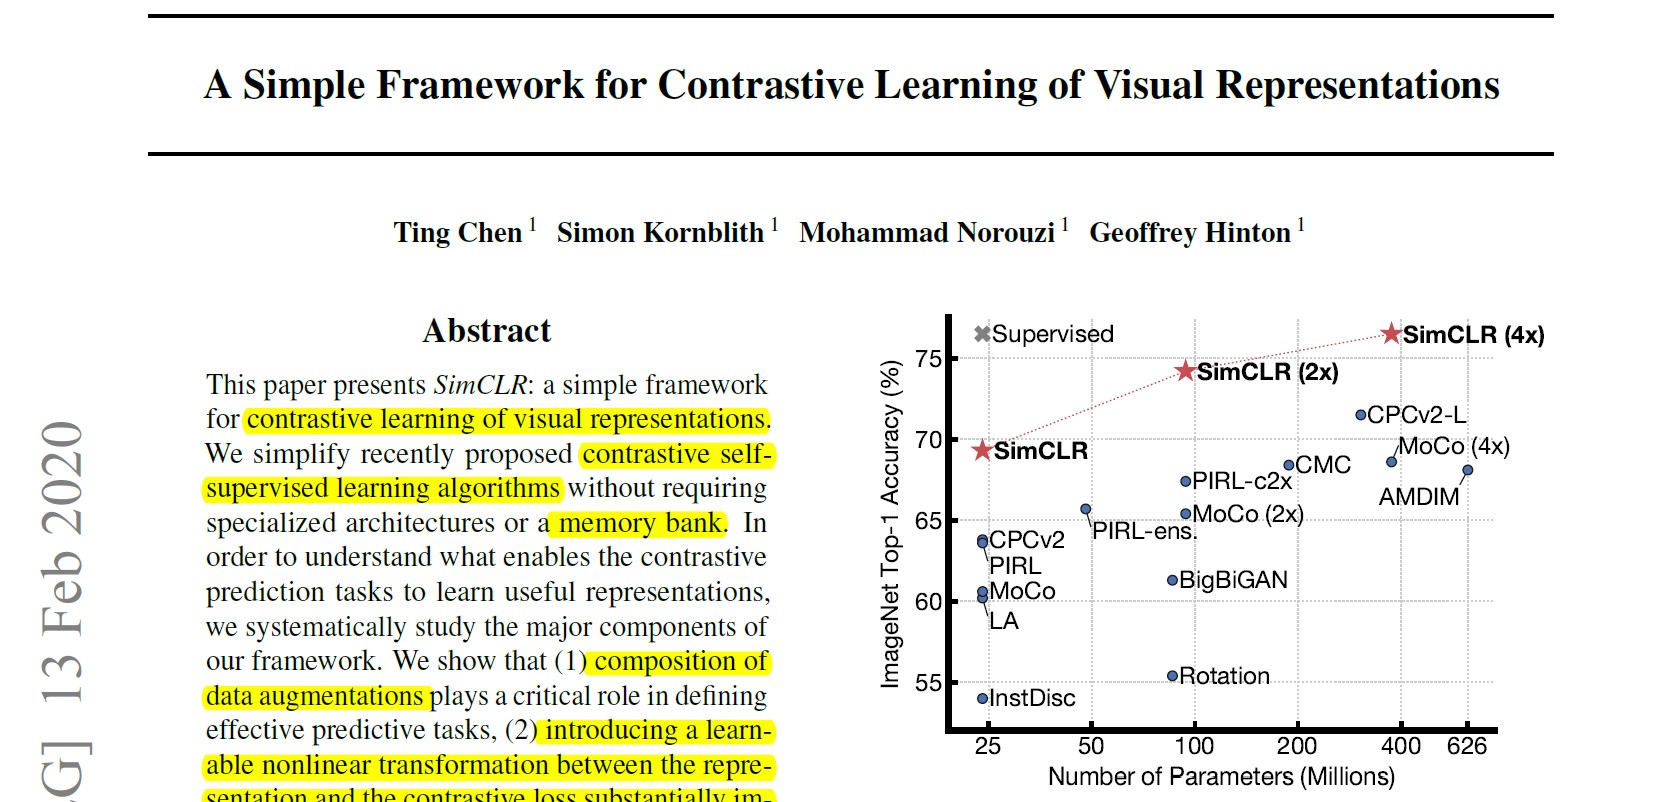 A Simple Framework for Contrastive Learning of Visual Representations
Ting Chen 1 Simon Kornblith 1 Mohammad Norouzi 1 Geoffrey Hinton 1
G] 13 Feb 2020
Abstract
This paper presents SimCLR: a simple framework
for contrastive learning of visual representations.
We simplify recently proposed contrastive self-
supervised learning algorithms without requiring
specialized architectures or a memory bank. In
order to understand what enables the contrastive
prediction tasks to learn useful representations,
we systematically study the major components of
our framework. We show that (1) composition of
data augmentations plays a critical role in defining
effective predictive tasks, (2) introducing a learn-
able nonlinear transformation between the repre-
sentation and the contrastive loss substantially im-
ImageNet Top-1 Accuracy (%)
75
70
65
60
55
Supervised
SimCLR (4x)
SimCLR (2x)
CPCv2-L
MoCo (4x)
SimCLR
CMC
PIRL-c2x
AMDIM
MoCo (2x)
PIRL-ens.
CPCv2
PIRL
BigBiGAN
MoCo
LA
Rotation
InstDisc
25 50 100 200 400 626
Number of Parameters (Millions)